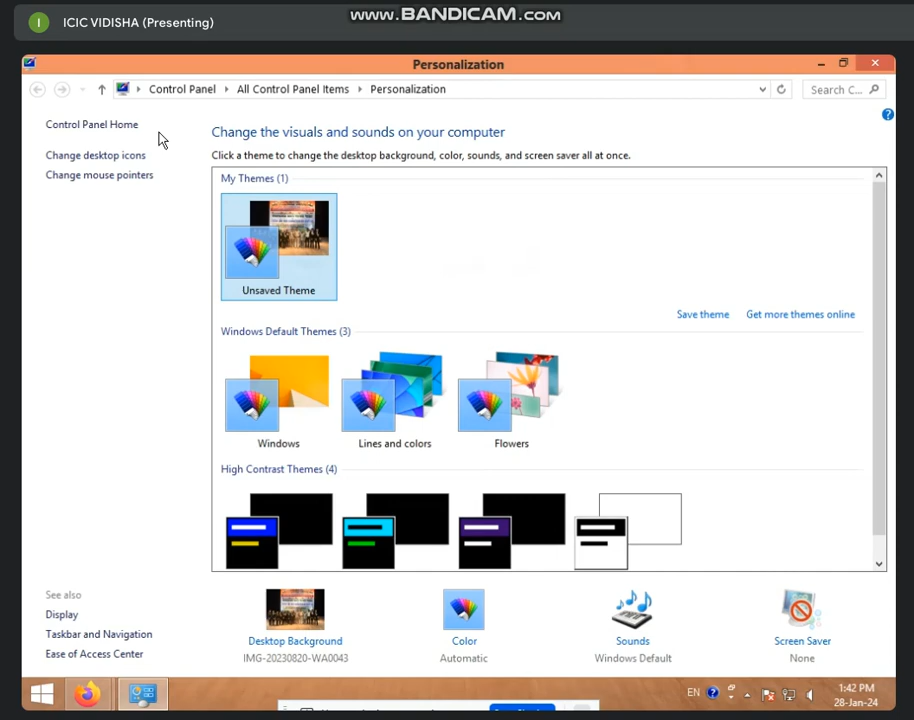 www.BANDICAM.com
I ICIC VIDISHA (Presenting)
Personalization
Control Panel All Control Panel Items Personalization
Search C...
Control Panel Home
Change desktop icons
Change mouse pointers
Change the visuals and sounds on your computer
Click a theme to change the desktop background, color, sounds, and screen saver all at once.
My Themes (1)
Unsaved Theme
Save theme Get more themes online
Windows Default Themes (3)
Windows Lines and colors Flowers
High Contrast Themes (4)
See also
Display
Taskbar and Navigation
Ease of Access Center
Desktop Background
IMG-20230820-WA0043
Color
Automatic
Sounds
Windows Default
Screen Saver
None
EN
1:42 PM
28-Jan-24